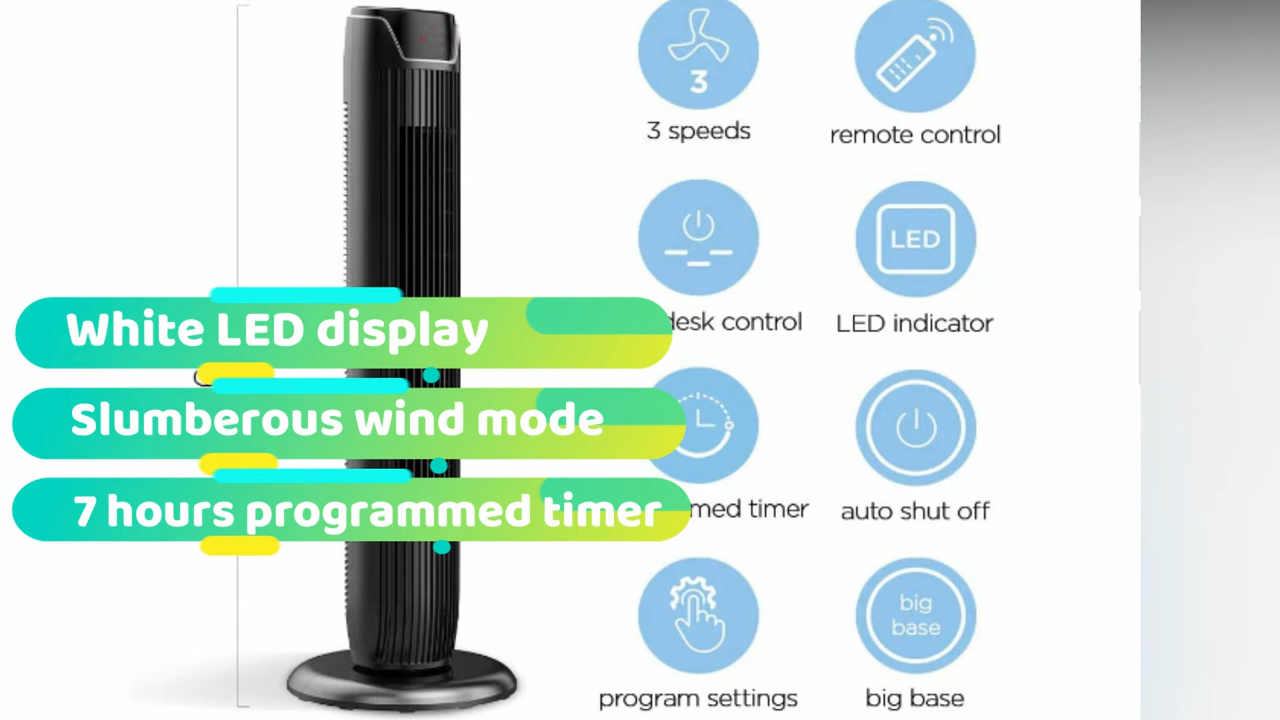 3
3 speeds
remote control
LED
desk control
LED indicator
White LED display
Slumberous wind mode
7 hours programmed timer
timer
auto shut off
big
base
program settings
big base